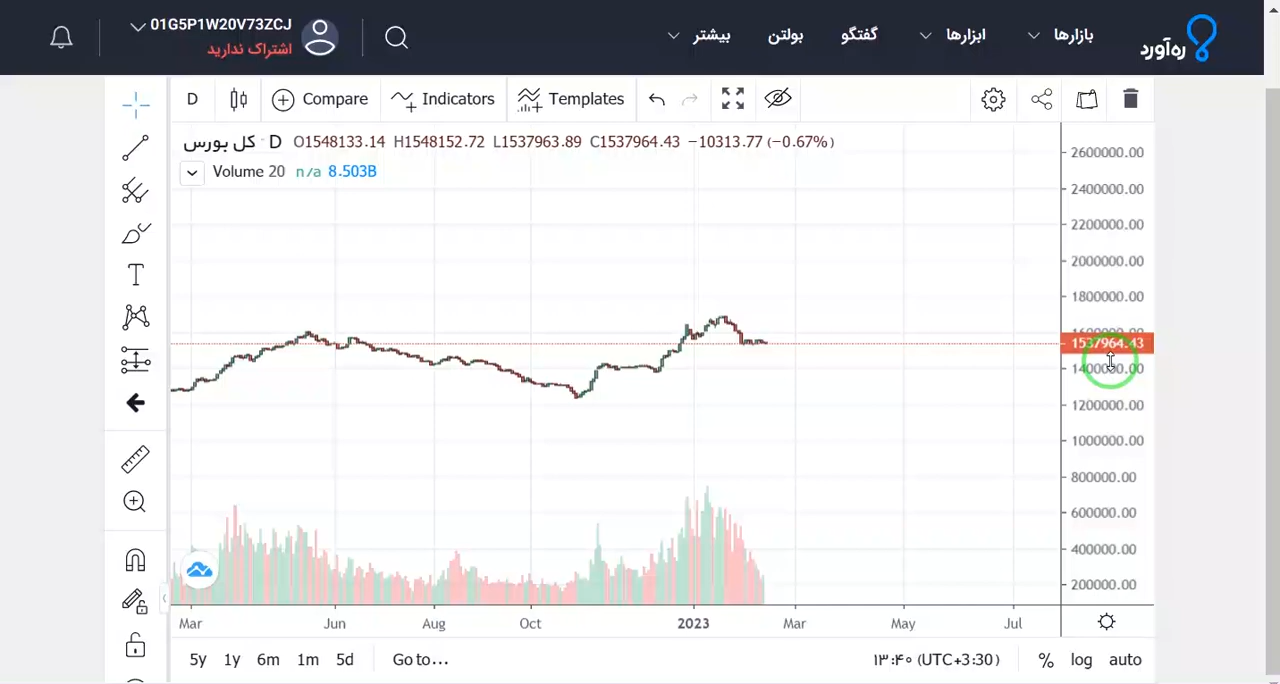 01G5P1W20V73ZCJ
اشتراک ندارید
بیشتر
بولتن
گفتگو
ابزارها
بازارها
ره‌آورد
D
Compare
Indicators
Templates
کل بورس · D O1548133.14 H1548152.72 L1537963.89 C1537964.43 −10313.77 (−0.67%)
Volume 20 n/a 8.503B
2600000.00
2400000.00
2200000.00
2000000.00
1800000.00
1600000.00
1537964.43
1400000.00
1200000.00
1000000.00
800000.00
600000.00
400000.00
200000.00
Mar Jun Aug Oct 2023 Mar May Jul
5y 1y 6m 1m 5d Go to... ۱۳:۴۰ (UTC+3:30) % log auto